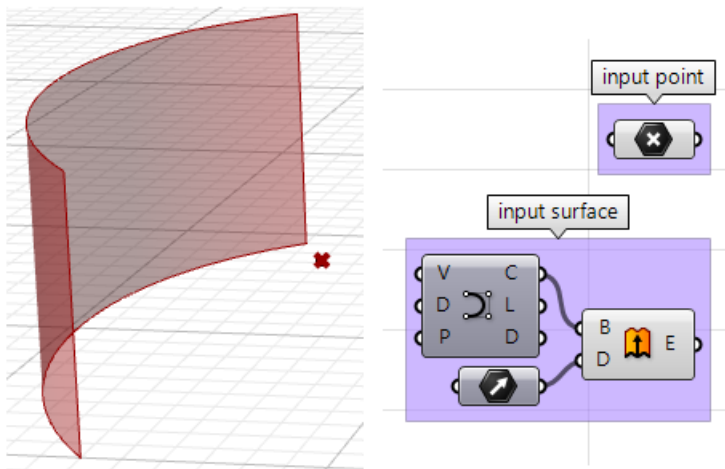 input point
input surface
V C
D L
P D
B E
D